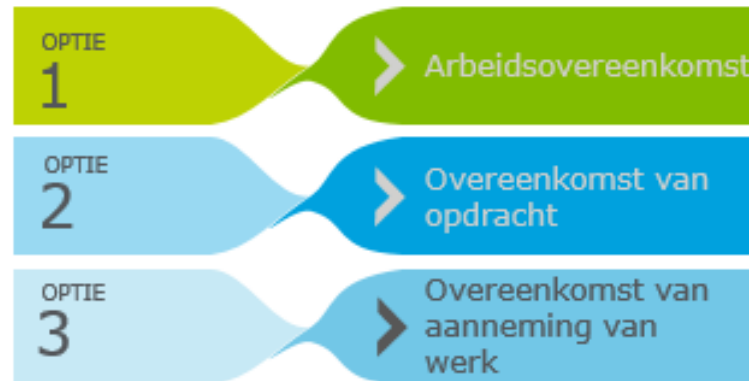 OPTIE
1
Arbeidsovereenkomst
OPTIE
2
Overeenkomst van
opdracht
OPTIE
3
Overeenkomst van
aanneming van
werk